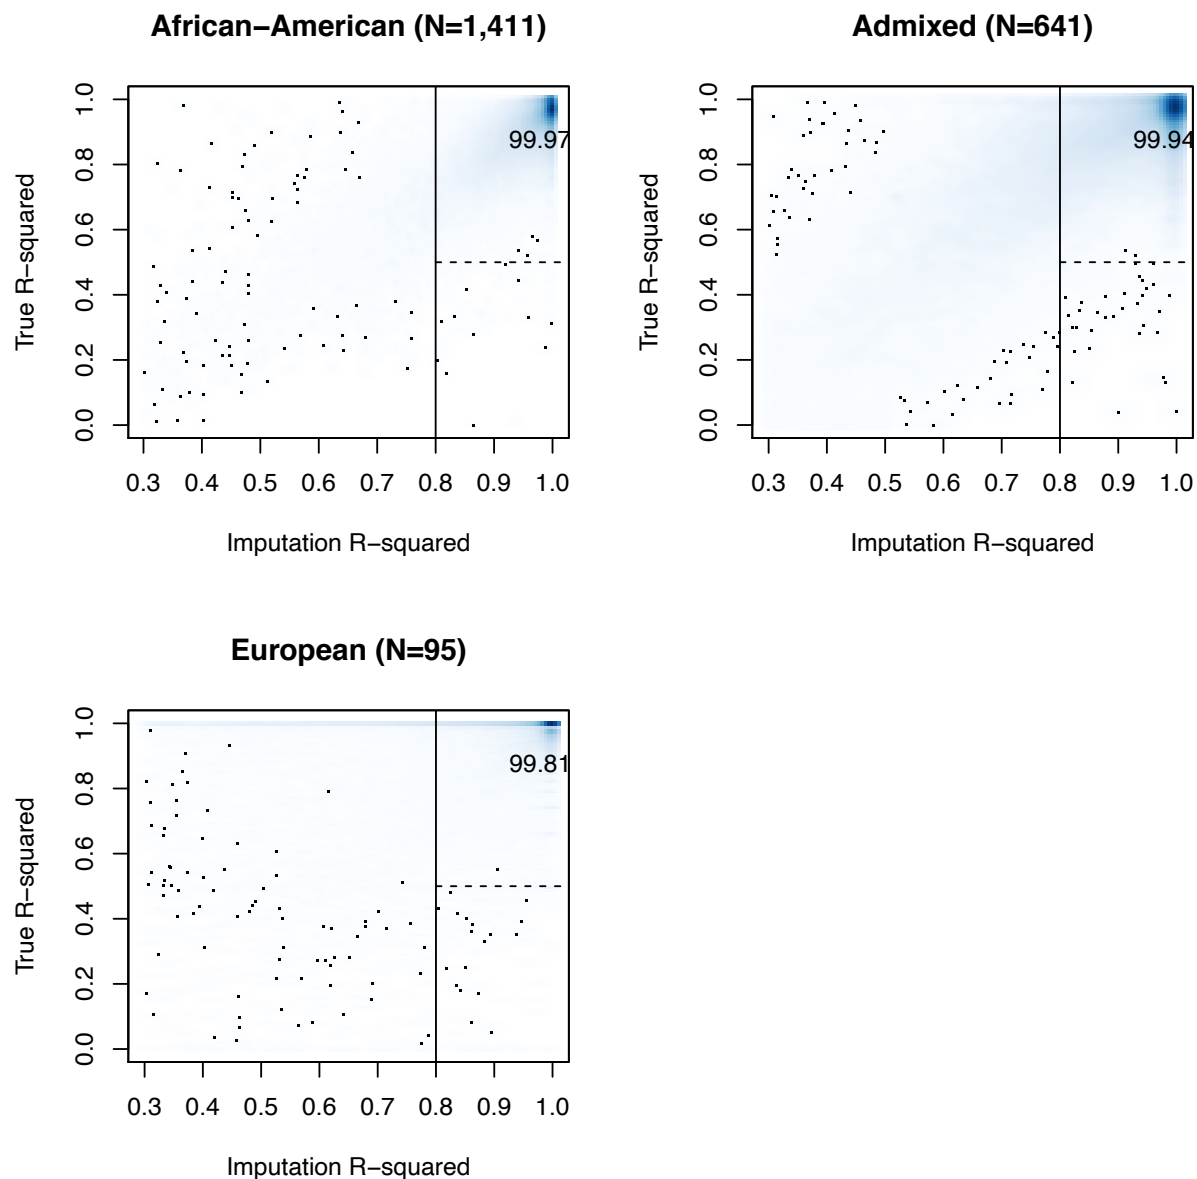 African−American (N=1,411)
True R−squared
0.0 0.2 0.4 0.6 0.8 1.0
99.97
0.3 0.4 0.5 0.6 0.7 0.8 0.9 1.0
Imputation R−squared
Admixed (N=641)
True R−squared
0.0 0.2 0.4 0.6 0.8 1.0
99.94
0.3 0.4 0.5 0.6 0.7 0.8 0.9 1.0
Imputation R−squared
European (N=95)
True R−squared
0.0 0.2 0.4 0.6 0.8 1.0
99.81
0.3 0.4 0.5 0.6 0.7 0.8 0.9 1.0
Imputation R−squared